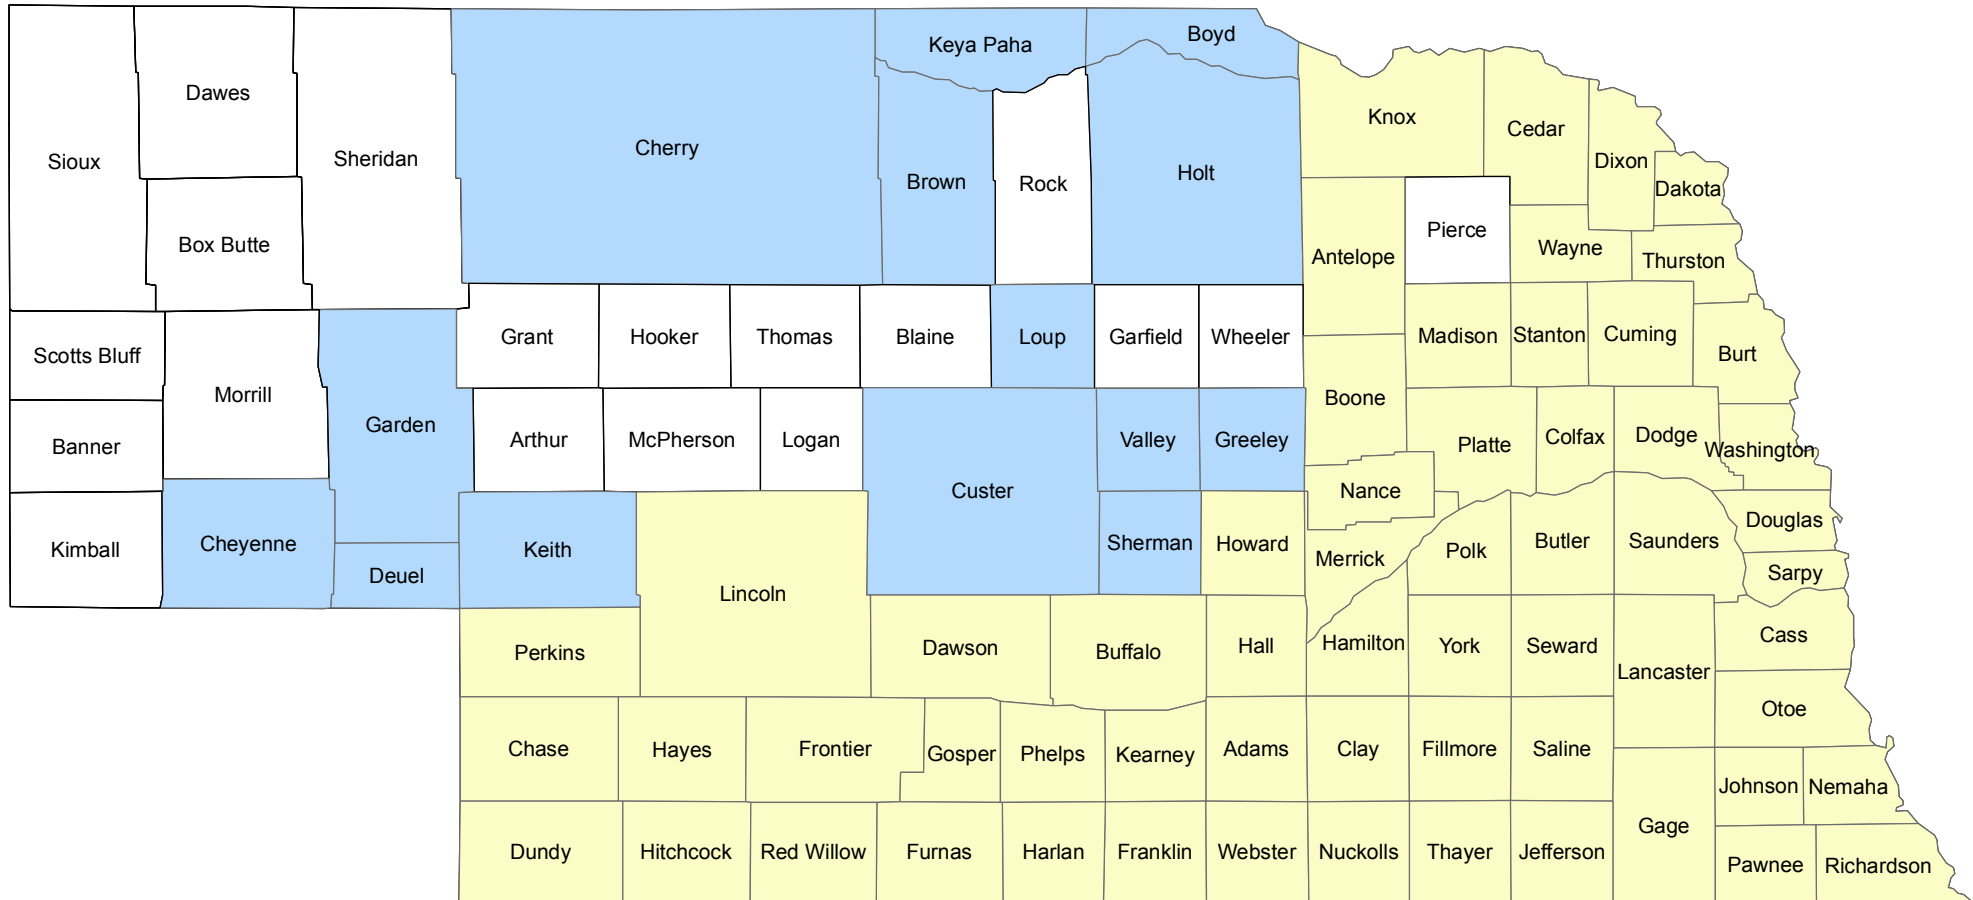 Boyd
Keya Paha
Dawes
Knox
Cedar
Cherry
Sheridan
Sioux
Dixon
Holt
Brown
Rock
Dakota
Pierce
Box Butte
Wayne
Antelope
Thurston
Cuming
Madison
Stanton
Grant
Hooker
Thomas
Blaine
Loup
Garfield
Wheeler
Burt
Scotts Bluff
Morrill
Boone
Garden
Dodge
Colfax
Arthur
McPherson
Logan
Valley
Greeley
Platte
Banner
Washington
Custer
Nance
Douglas
Butler
Saunders
Cheyenne
Sherman
Howard
Kimball
Keith
Polk
Merrick
Sarpy
Deuel
Lincoln
Cass
Hamilton
Hall
York
Seward
Dawson
Buffalo
Perkins
Lancaster
Otoe
Chase
Hayes
Frontier
Adams
Clay
Fillmore
Saline
Gosper
Phelps
Kearney
Johnson
Nemaha
Gage
Dundy
Hitchcock
Red Willow
Furnas
Harlan
Franklin
Webster
Nuckolls
Thayer
Jefferson
Pawnee
Richardson